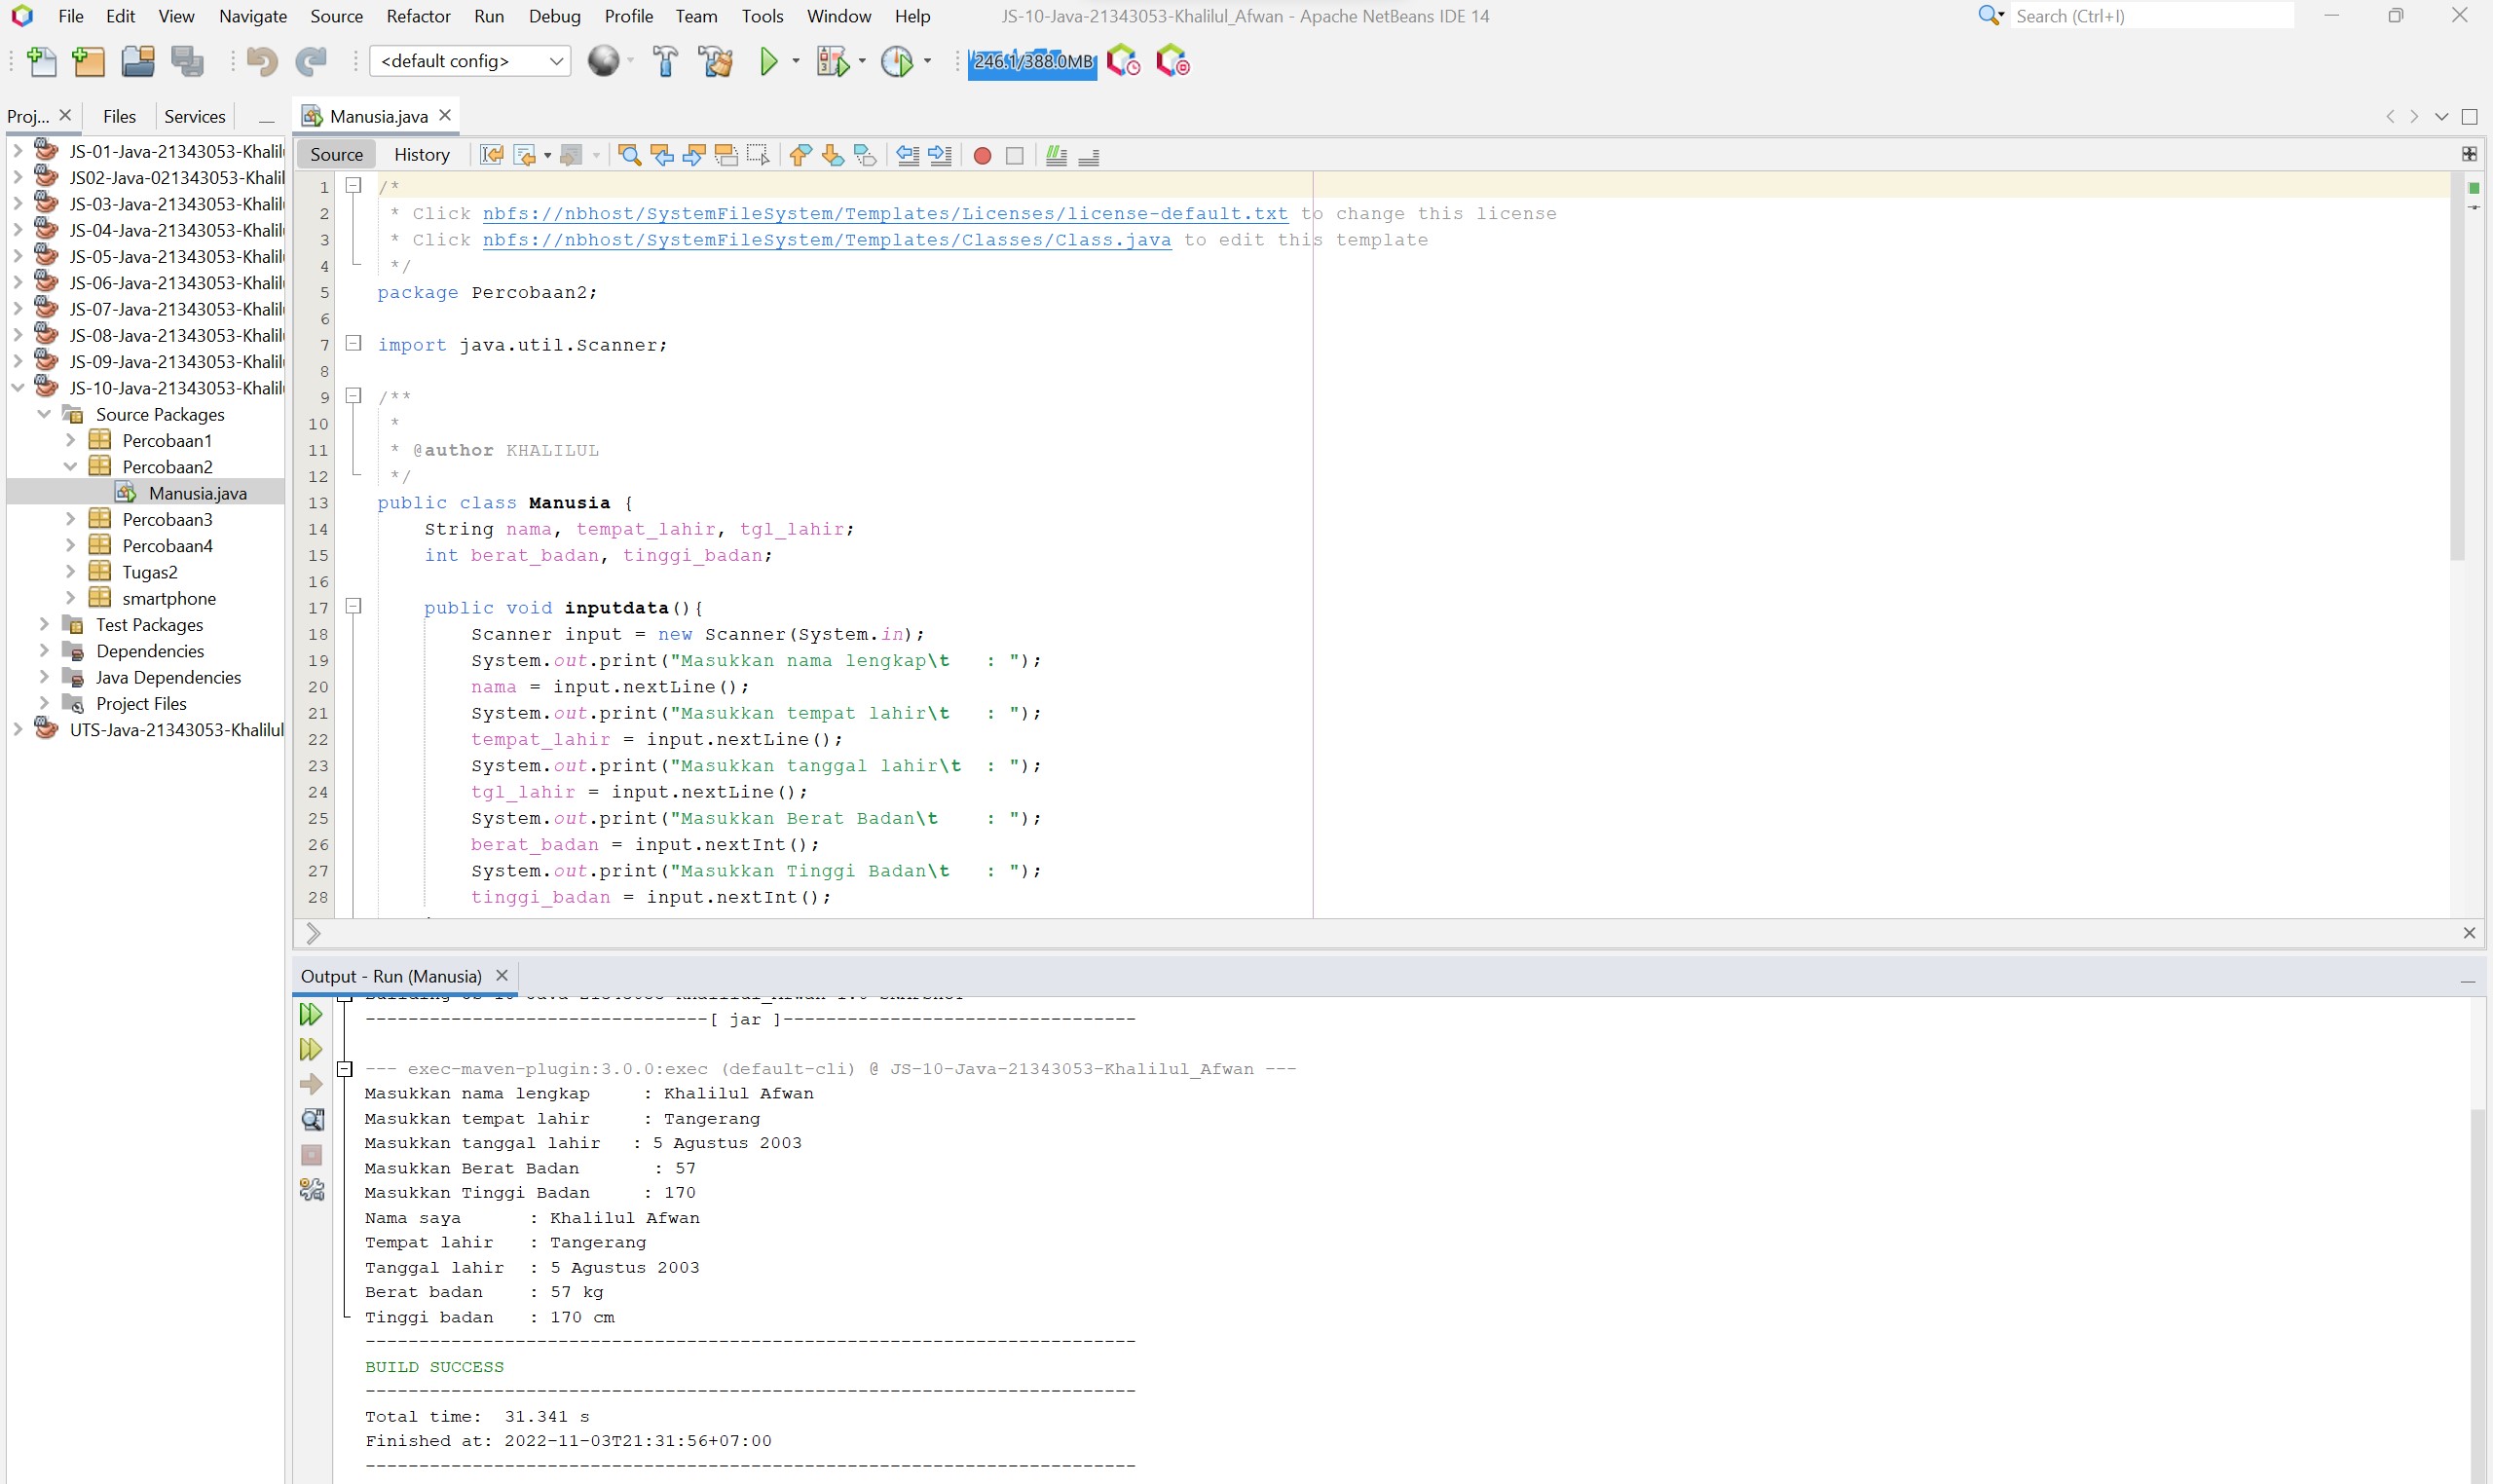 File Edit View Navigate Source Refactor Run Debug Profile Team Tools Window Help JS-10-Java-21343053-Khalilul_Afwan - Apache NetBeans IDE 14 Search (Ctrl+I)
<default config> 246.1/388.0MB
Proj... Files Services
Manusia.java
Source History
JS-01-Java-21343053-Khalil
JS02-Java-021343053-Khalil
JS-03-Java-21343053-Khalil
JS-04-Java-21343053-Khalil
JS-05-Java-21343053-Khalil
JS-06-Java-21343053-Khalil
JS-07-Java-21343053-Khalil
JS-08-Java-21343053-Khalil
JS-09-Java-21343053-Khalil
JS-10-Java-21343053-Khalil
Source Packages
Percobaan1
Percobaan2
Manusia.java
Percobaan3
Percobaan4
Tugas2
smartphone
Test Packages
Dependencies
Java Dependencies
Project Files
UTS-Java-21343053-Khalilul
1 /*
2 * Click nbfs://nbhost/SystemFileSystem/Templates/Licenses/license-default.txt to change this license
3 * Click nbfs://nbhost/SystemFileSystem/Templates/Classes/Class.java to edit this template
4 */
5 package Percobaan2;
6
7 import java.util.Scanner;
8
9 /**
10 *
11 * @author KHALILUL
12 */
13 public class Manusia {
14 String nama, tempat_lahir, tgl_lahir;
15 int berat_badan, tinggi_badan;
16
17 public void inputdata(){
18 Scanner input = new Scanner(System.in);
19 System.out.print("Masukkan nama lengkap\t   : ");
20 nama = input.nextLine();
21 System.out.print("Masukkan tempat lahir\t   : ");
22 tempat_lahir = input.nextLine();
23 System.out.print("Masukkan tanggal lahir\t  : ");
24 tgl_lahir = input.nextLine();
25 System.out.print("Masukkan Berat Badan\t    : ");
26 berat_badan = input.nextInt();
27 System.out.print("Masukkan Tinggi Badan\t   : ");
28 tinggi_badan = input.nextInt();
Output - Run (Manusia)
--------------------------------[ jar ]---------------------------------
--- exec-maven-plugin:3.0.0:exec (default-cli) @ JS-10-Java-21343053-Khalilul_Afwan ---
Masukkan nama lengkap : Khalilul Afwan
Masukkan tempat lahir : Tangerang
Masukkan tanggal lahir : 5 Agustus 2003
Masukkan Berat Badan : 57
Masukkan Tinggi Badan : 170
Nama saya : Khalilul Afwan
Tempat lahir : Tangerang
Tanggal lahir : 5 Agustus 2003
Berat badan : 57 kg
Tinggi badan : 170 cm
------------------------------------------------------------------------
BUILD SUCCESS
------------------------------------------------------------------------
Total time: 31.341 s
Finished at: 2022-11-03T21:31:56+07:00
------------------------------------------------------------------------